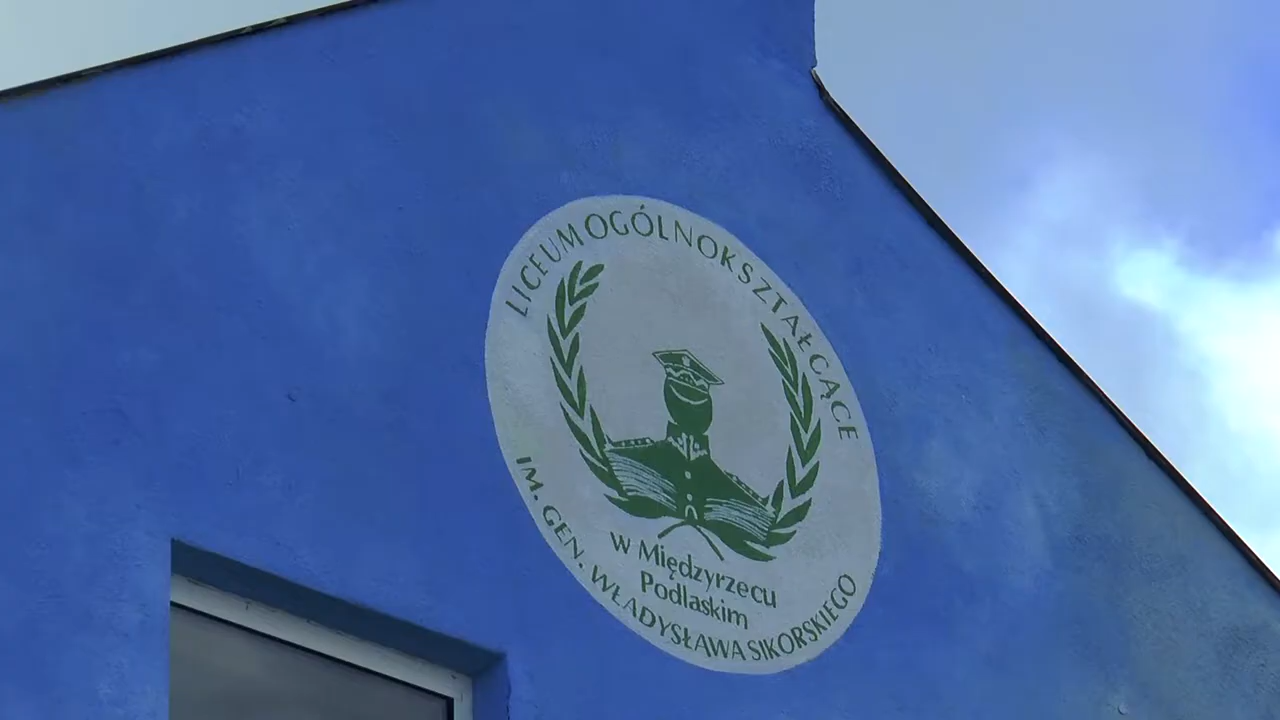 LICEUM OGÓLNOKSZTAŁCĄCE
w Międzyrzecu
Podlaskim
IM. GEN. WŁADYSŁAWA SIKORSKIEGO